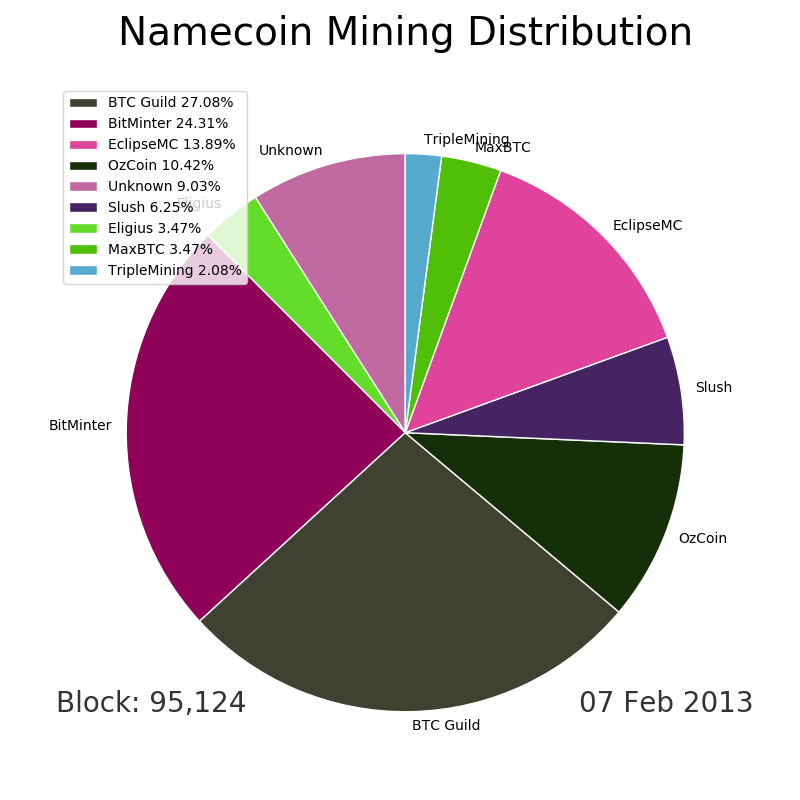 Namecoin Mining Distribution
BTC Guild 27.08%
BitMinter 24.31%
EclipseMC 13.89%
OzCoin 10.42%
Unknown 9.03%
Slush 6.25%
Eligius 3.47%
MaxBTC 3.47%
TripleMining 2.08%
TripleMining
MaxBTC
Unknown
Eligius
EclipseMC
Slush
BitMinter
OzCoin
BTC Guild
Block: 95,124
07 Feb 2013